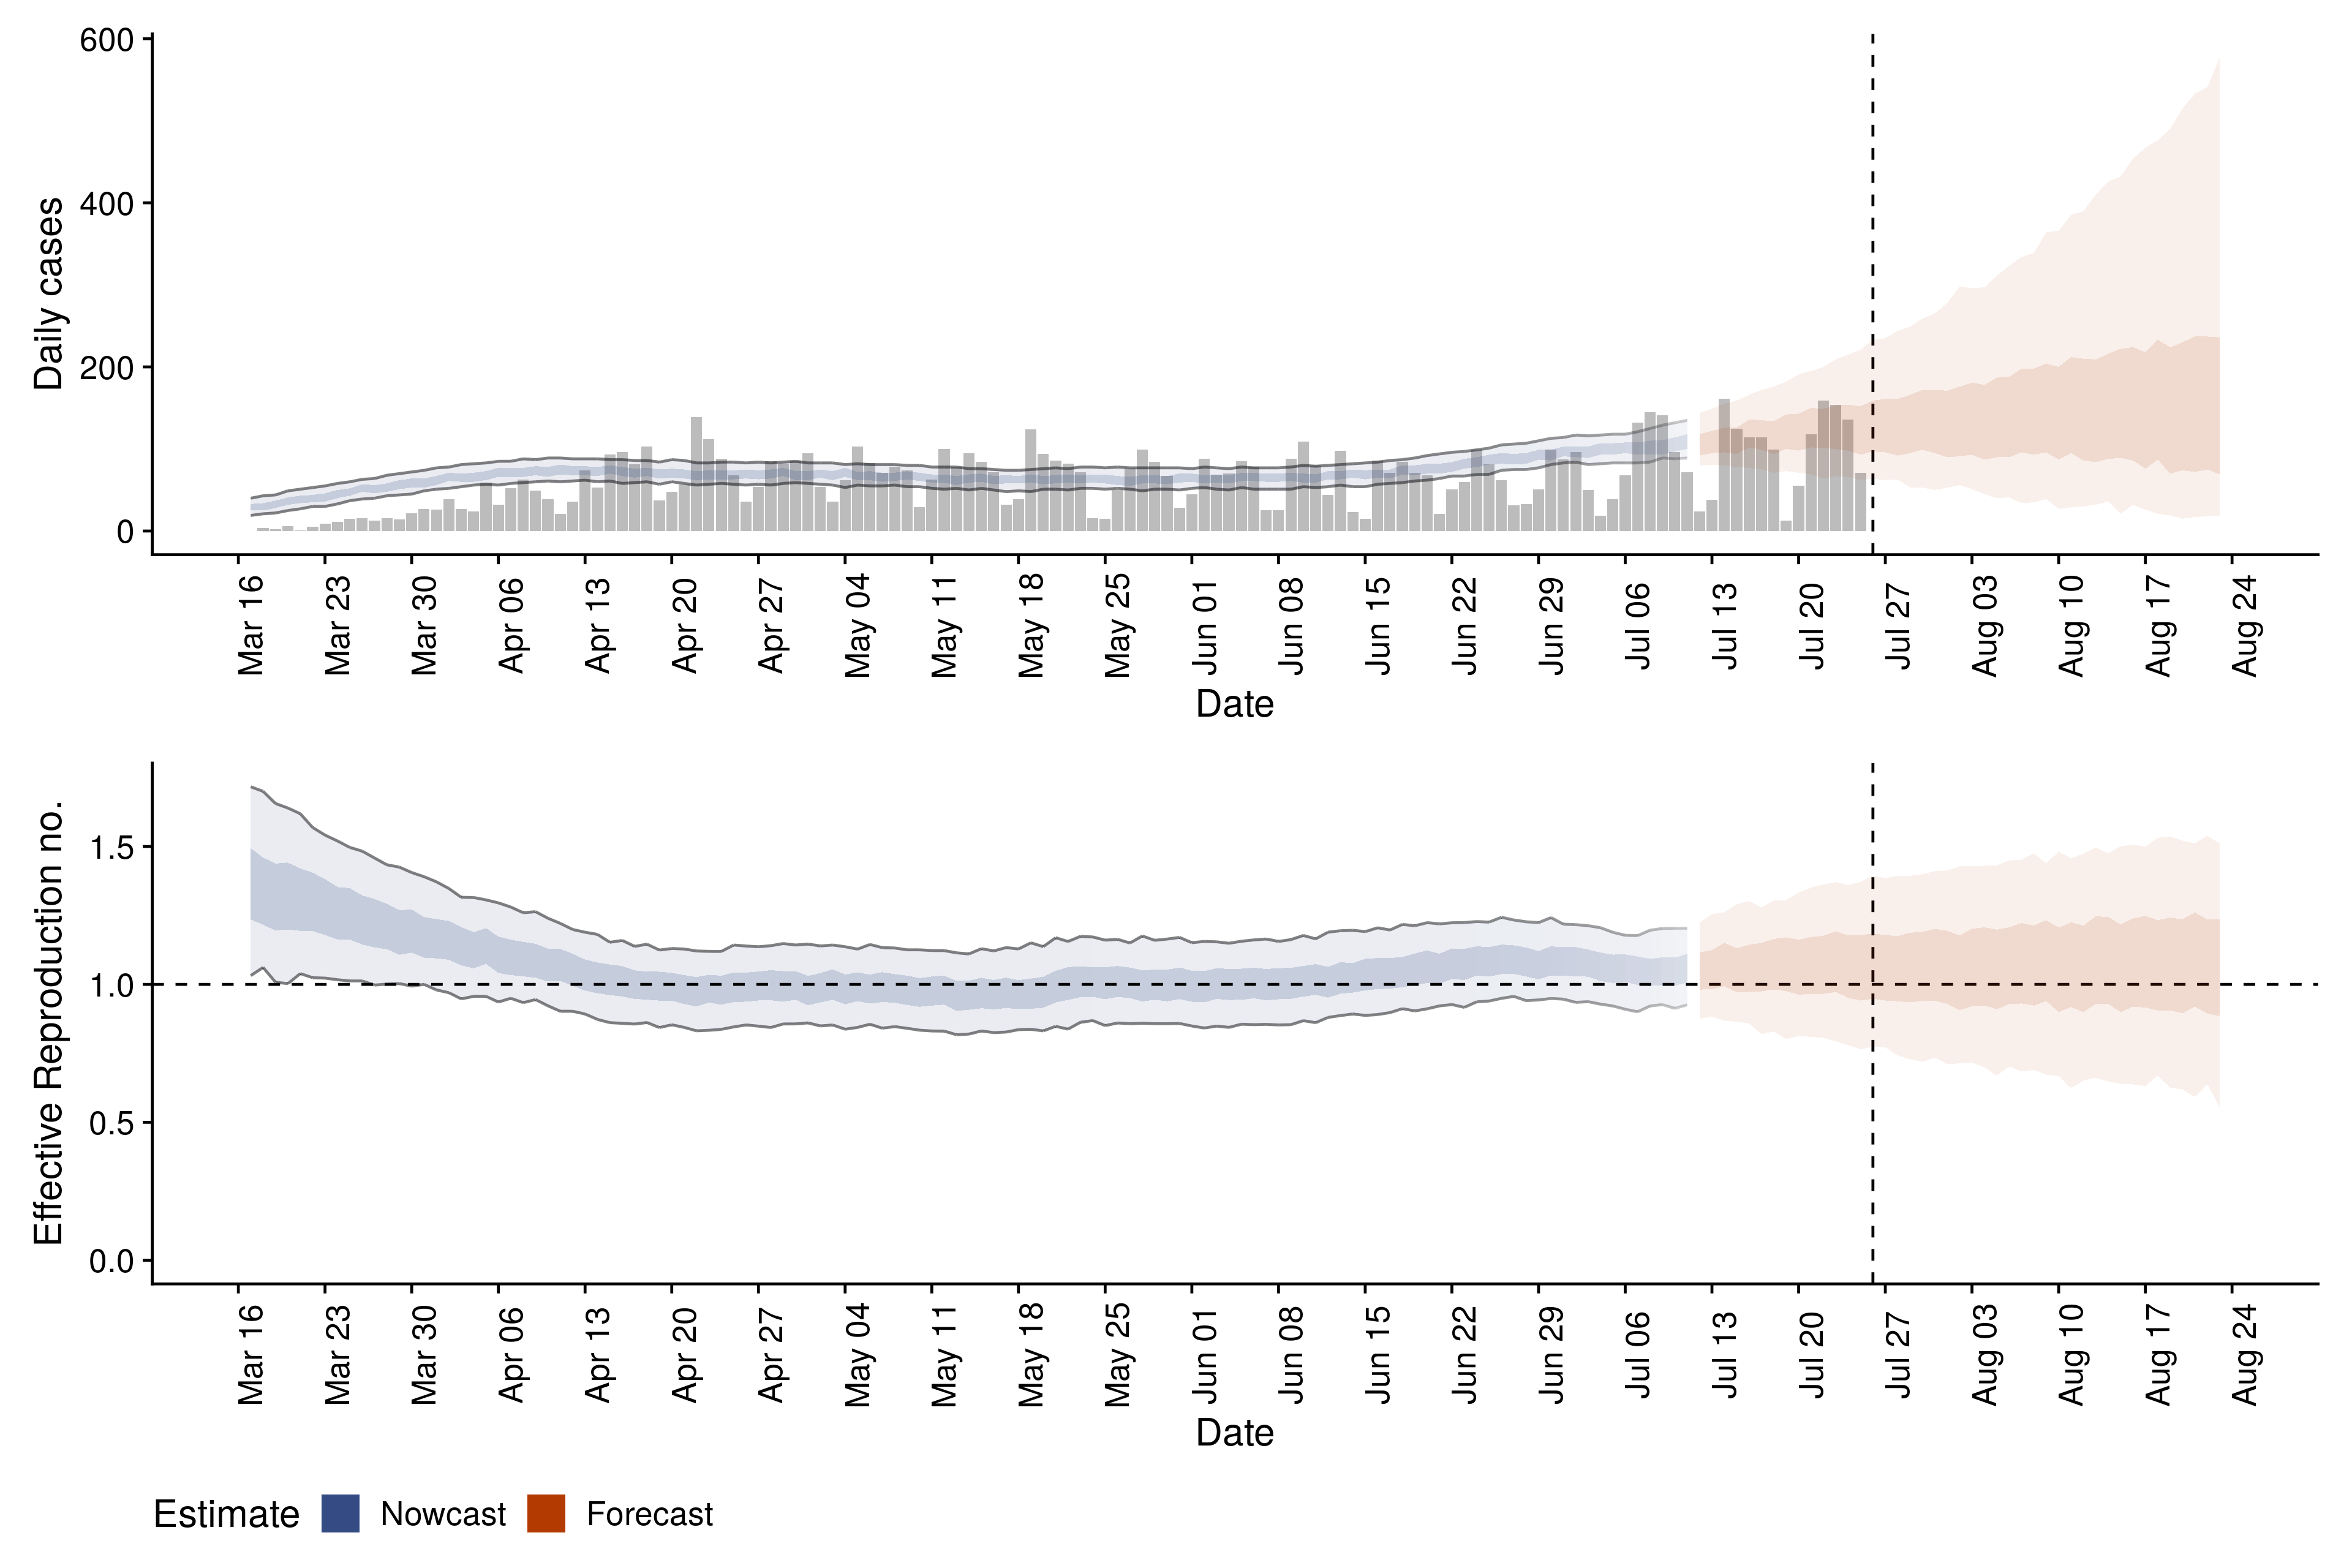 600
400
200
0
Daily cases
Mar 16
Mar 23
Mar 30
Apr 06
Apr 13
Apr 20
Apr 27
May 04
May 11
May 18
May 25
Jun 01
Jun 08
Jun 15
Jun 22
Jun 29
Jul 06
Jul 13
Jul 20
Jul 27
Aug 03
Aug 10
Aug 17
Aug 24
Date
1.5
1.0
0.5
0.0
Effective Reproduction no.
Mar 16
Mar 23
Mar 30
Apr 06
Apr 13
Apr 20
Apr 27
May 04
May 11
May 18
May 25
Jun 01
Jun 08
Jun 15
Jun 22
Jun 29
Jul 06
Jul 13
Jul 20
Jul 27
Aug 03
Aug 10
Aug 17
Aug 24
Date
Estimate Nowcast Forecast